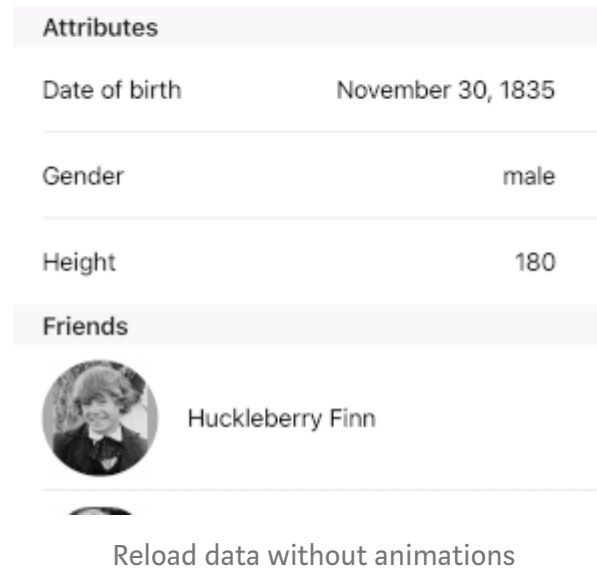 Attributes
Date of birth November 30, 1835
Gender male
Height 180
Friends
Huckleberry Finn
Reload data without animations